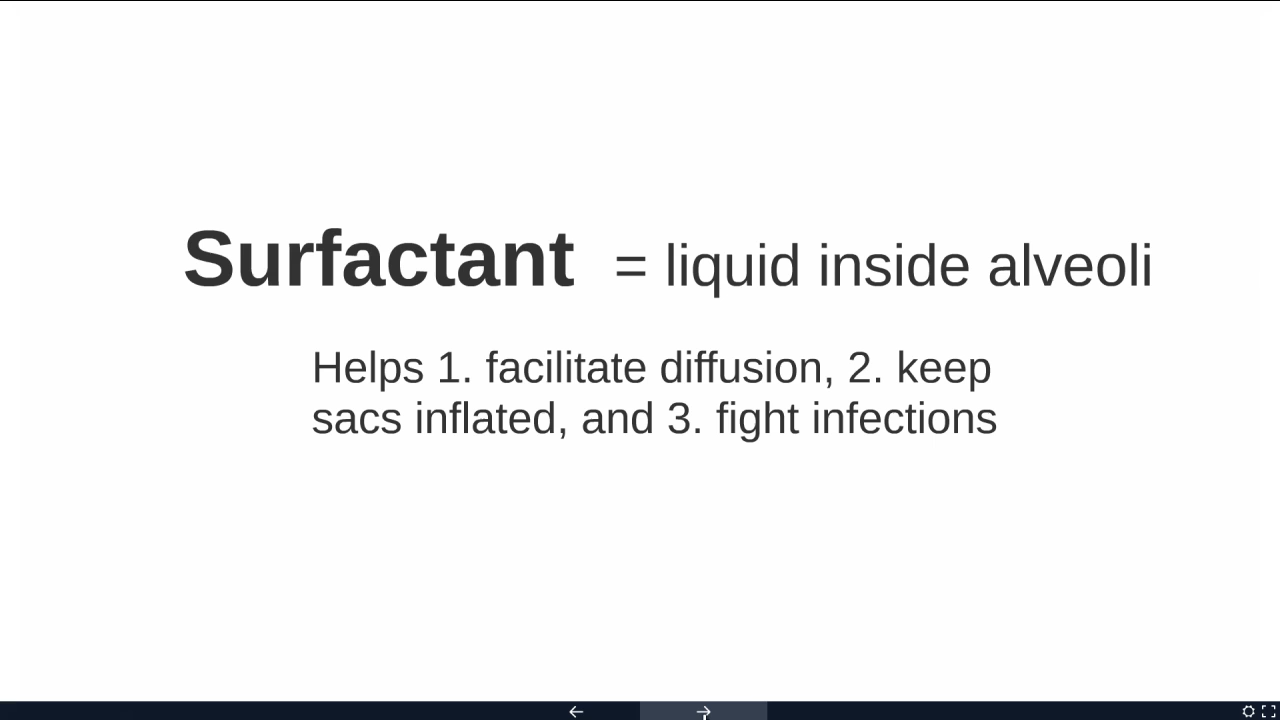 Surfactant = liquid inside alveoli
Helps 1. facilitate diffusion, 2. keep
sacs inflated, and 3. fight infections